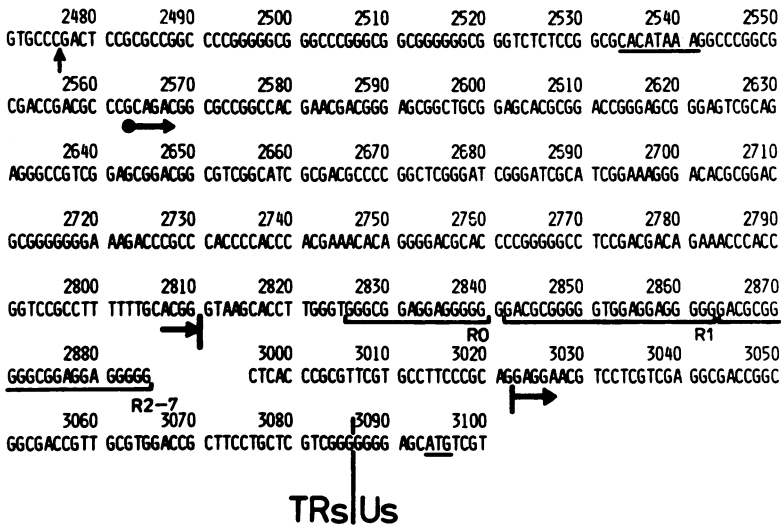 2480 2490 2500 2510 2520 2530 2540 2550
GTGCCCGACT CCGCGCCGGC CCCGGGGGCG GGCCCGGGCG GCGGGGGGCG GGTCTCTCCG GCGCACATAA AGGCCCGGCG
2560 2570 2580 2590 2600 2510 2620 2630
CGACCGACGC CCGCAGACGG CGCCGGCCAC GAACGACGGG AGCGGCTGCG GAGCACGCGG ACCGGGAGCG GGAGTCGCAG
2640 2650 2660 2670 2680 2590 2700 2710
AGGGCCGTCG GAGCGGACGG CGTCGGCATC GCGACGCCCC GGCTCGGGAT CGGGATCGCA TCGGAAAGGG ACACGCGGAC
2720 2730 2740 2750 2760 2770 2780 2790
GCGGGGGGGA AAGACCCGCC CACCCCACCC ACGAAACACA GGGGACGCAC CCCGGGGGCC TCCGACGACA GAAACCCACC
2800 2810 2820 2830 2840 2850 2860 2870
GGTCCGCCTT TTTTGCACGG GTAAGCACCT TGGGTGGGCG GAGGAGGGGG GGACGCGGGG GTGGAGGAGG GGGGACGCGG
R0 R1
2880 3000 3010 3020 3030 3040 3050
GGGCGGAGGA GGGGG CTCAC CCGCGTTCGT GCCTTCCCGC AGGAGGAACG TCCTCGTCGA GGCGACCGGC
R2-7
3060 3070 3080 3090 3100
GGCGACCGTT GCGTGGACCG CTTCCTGCTC GTCGGGGGGG AGCATGTCGT
TRs Us